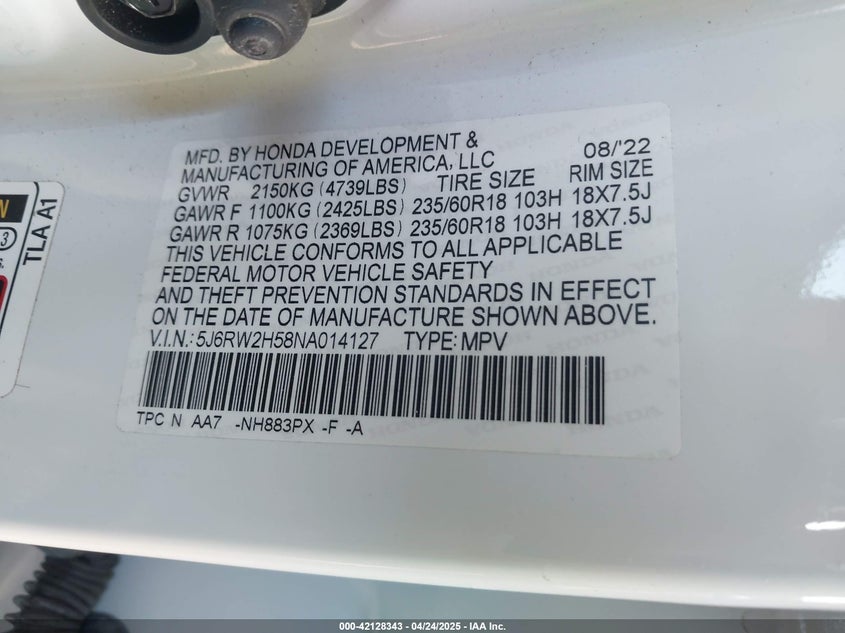 MFD. BY HONDA DEVELOPMENT & 08/'22
MANUFACTURING OF AMERICA, LLC RIM SIZE
GVWR 2150KG (4739LBS) TIRE SIZE
GAWR F 1100KG (2425LBS) 235/60R18 103H 18X7.5J
GAWR R 1075KG (2369LBS) 235/60R18 103H 18X7.5J
THIS VEHICLE CONFORMS TO ALL APPLICABLE
FEDERAL MOTOR VEHICLE SAFETY
AND THEFT PREVENTION STANDARDS IN EFFECT
ON THE DATE OF MANUFACTURE SHOWN ABOVE.
V.I.N.: 5J6RW2H58NA014127 TYPE: MPV
TPC N AA7 -NH883PX -F -A
TLA A1
3
000-42128343 - 04/24/2025 - IAA Inc.